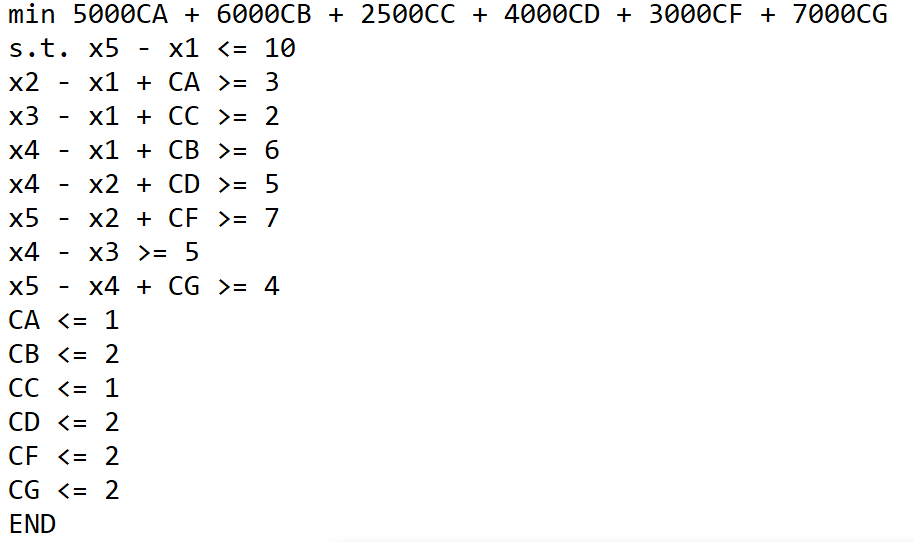 min 5000CA + 6000CB + 2500CC + 4000CD + 3000CF + 7000CG
s.t. x5 - x1 <= 10
x2 - x1 + CA >= 3
x3 - x1 + CC >= 2
x4 - x1 + CB >= 6
x4 - x2 + CD >= 5
x5 - x2 + CF >= 7
x4 - x3 >= 5
x5 - x4 + CG >= 4
CA <= 1
CB <= 2
CC <= 1
CD <= 2
CF <= 2
CG <= 2
END